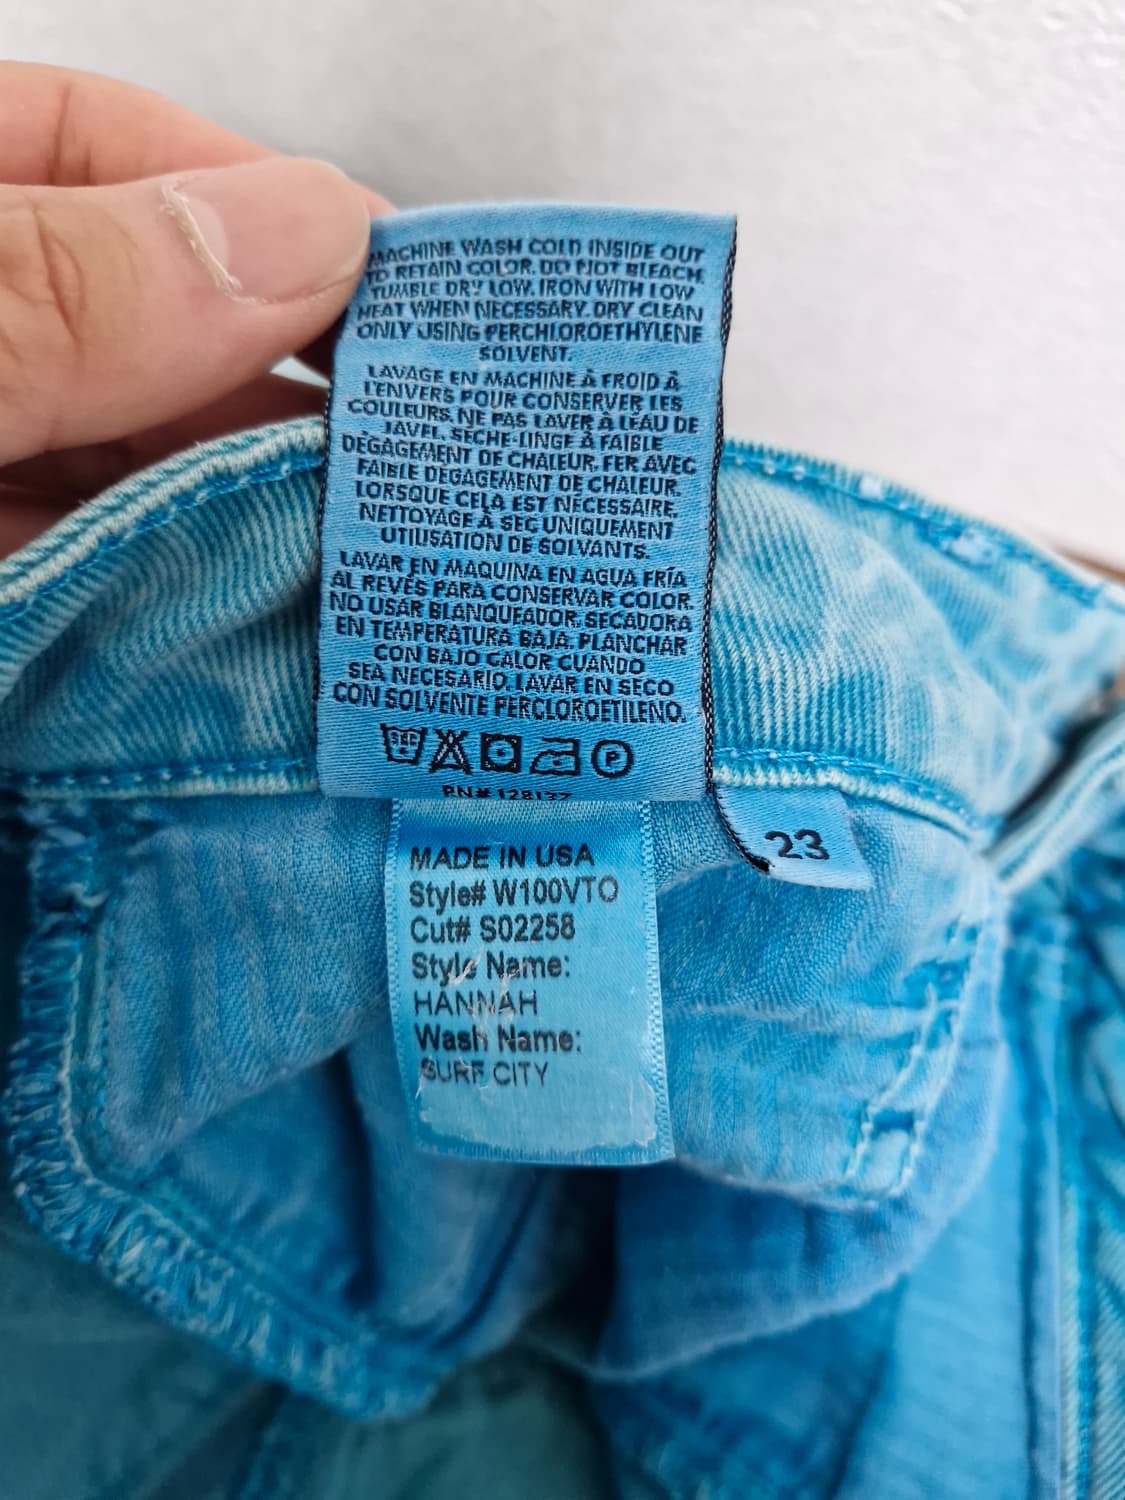 MACHINE WASH COLD INSIDE OUT
TO RETAIN COLOR. DO NOT BLEACH.
TUMBLE DRY LOW. IRON WITH LOW
HEAT WHEN NECESSARY. DRY CLEAN
ONLY USING PERCHLOROETHYLENE
SOLVENT.
LAVAGE EN MACHINE À FROID À
L'ENVERS POUR CONSERVER LES
COULEURS. NE PAS LAVER À L'EAU DE
JAVEL. SÈCHE-LINGE À FAIBLE
DÉGAGEMENT DE CHALEUR. FER AVEC
FAIBLE DÉGAGEMENT DE CHALEUR.
LORSQUE CELA EST NÉCESSAIRE.
NETTOYAGE À SEC UNIQUEMENT
UTILISATION DE SOLVANTS.
LAVAR EN MAQUINA EN AGUA FRÍA
AL REVÉS PARA CONSERVAR COLOR.
NO USAR BLANQUEADOR. SECADORA
EN TEMPERATURA BAJA. PLANCHAR
CON BAJO CALOR CUANDO
SEA NECESARIO. LAVAR EN SECO
CON SOLVENTE PERCLOROETILENO.
P
RN# 128137
23
MADE IN USA
Style# W100VTO
Cut# S02258
Style Name:
HANNAH
Wash Name:
SURF CITY